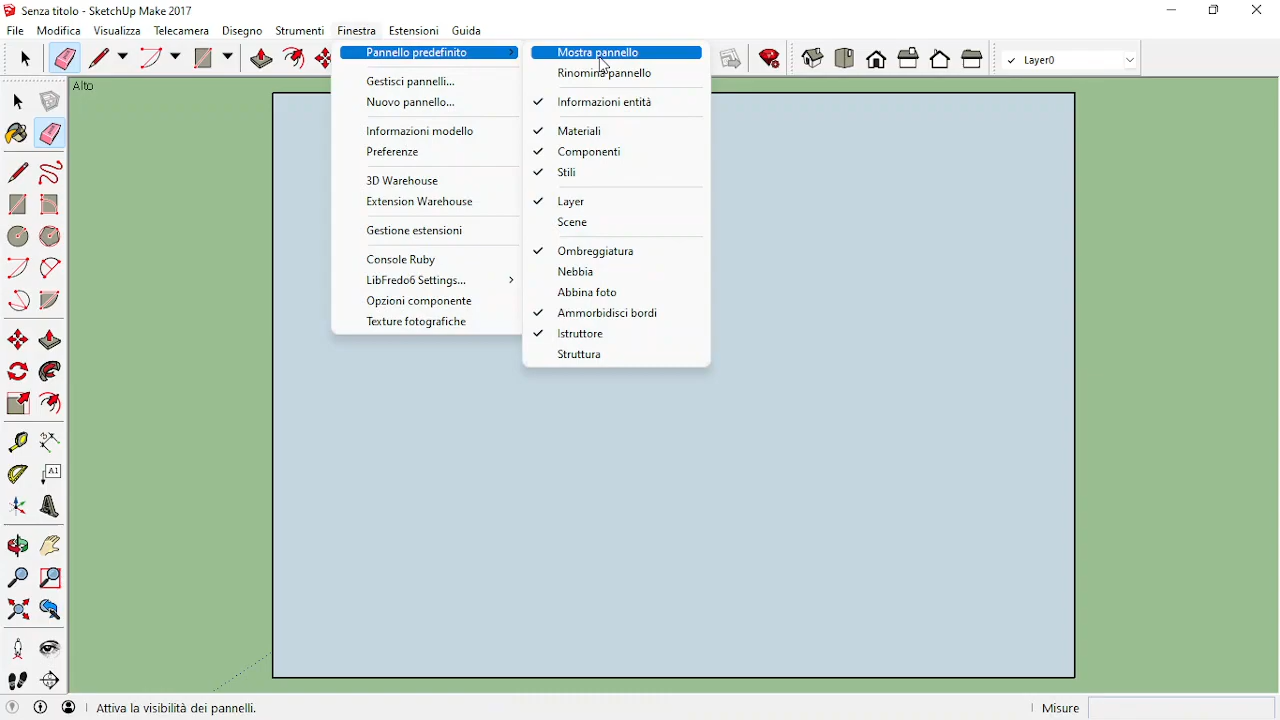 Senza titolo - SketchUp Make 2017
File Modifica Visualizza Telecamera Disegno Strumenti Finestra Estensioni Guida
Layer0
Alto
Pannello predefinito
Gestisci pannelli...
Nuovo pannello...
Informazioni modello
Preferenze
3D Warehouse
Extension Warehouse
Gestione estensioni
Console Ruby
LibFredo6 Settings...
Opzioni componente
Texture fotografiche
Mostra pannello
Rinomina pannello
Informazioni entità
Materiali
Componenti
Stili
Layer
Scene
Ombreggiatura
Nebbia
Abbina foto
Ammorbidisci bordi
Istruttore
Struttura
A1
Attiva la visibilità dei pannelli.
Misure